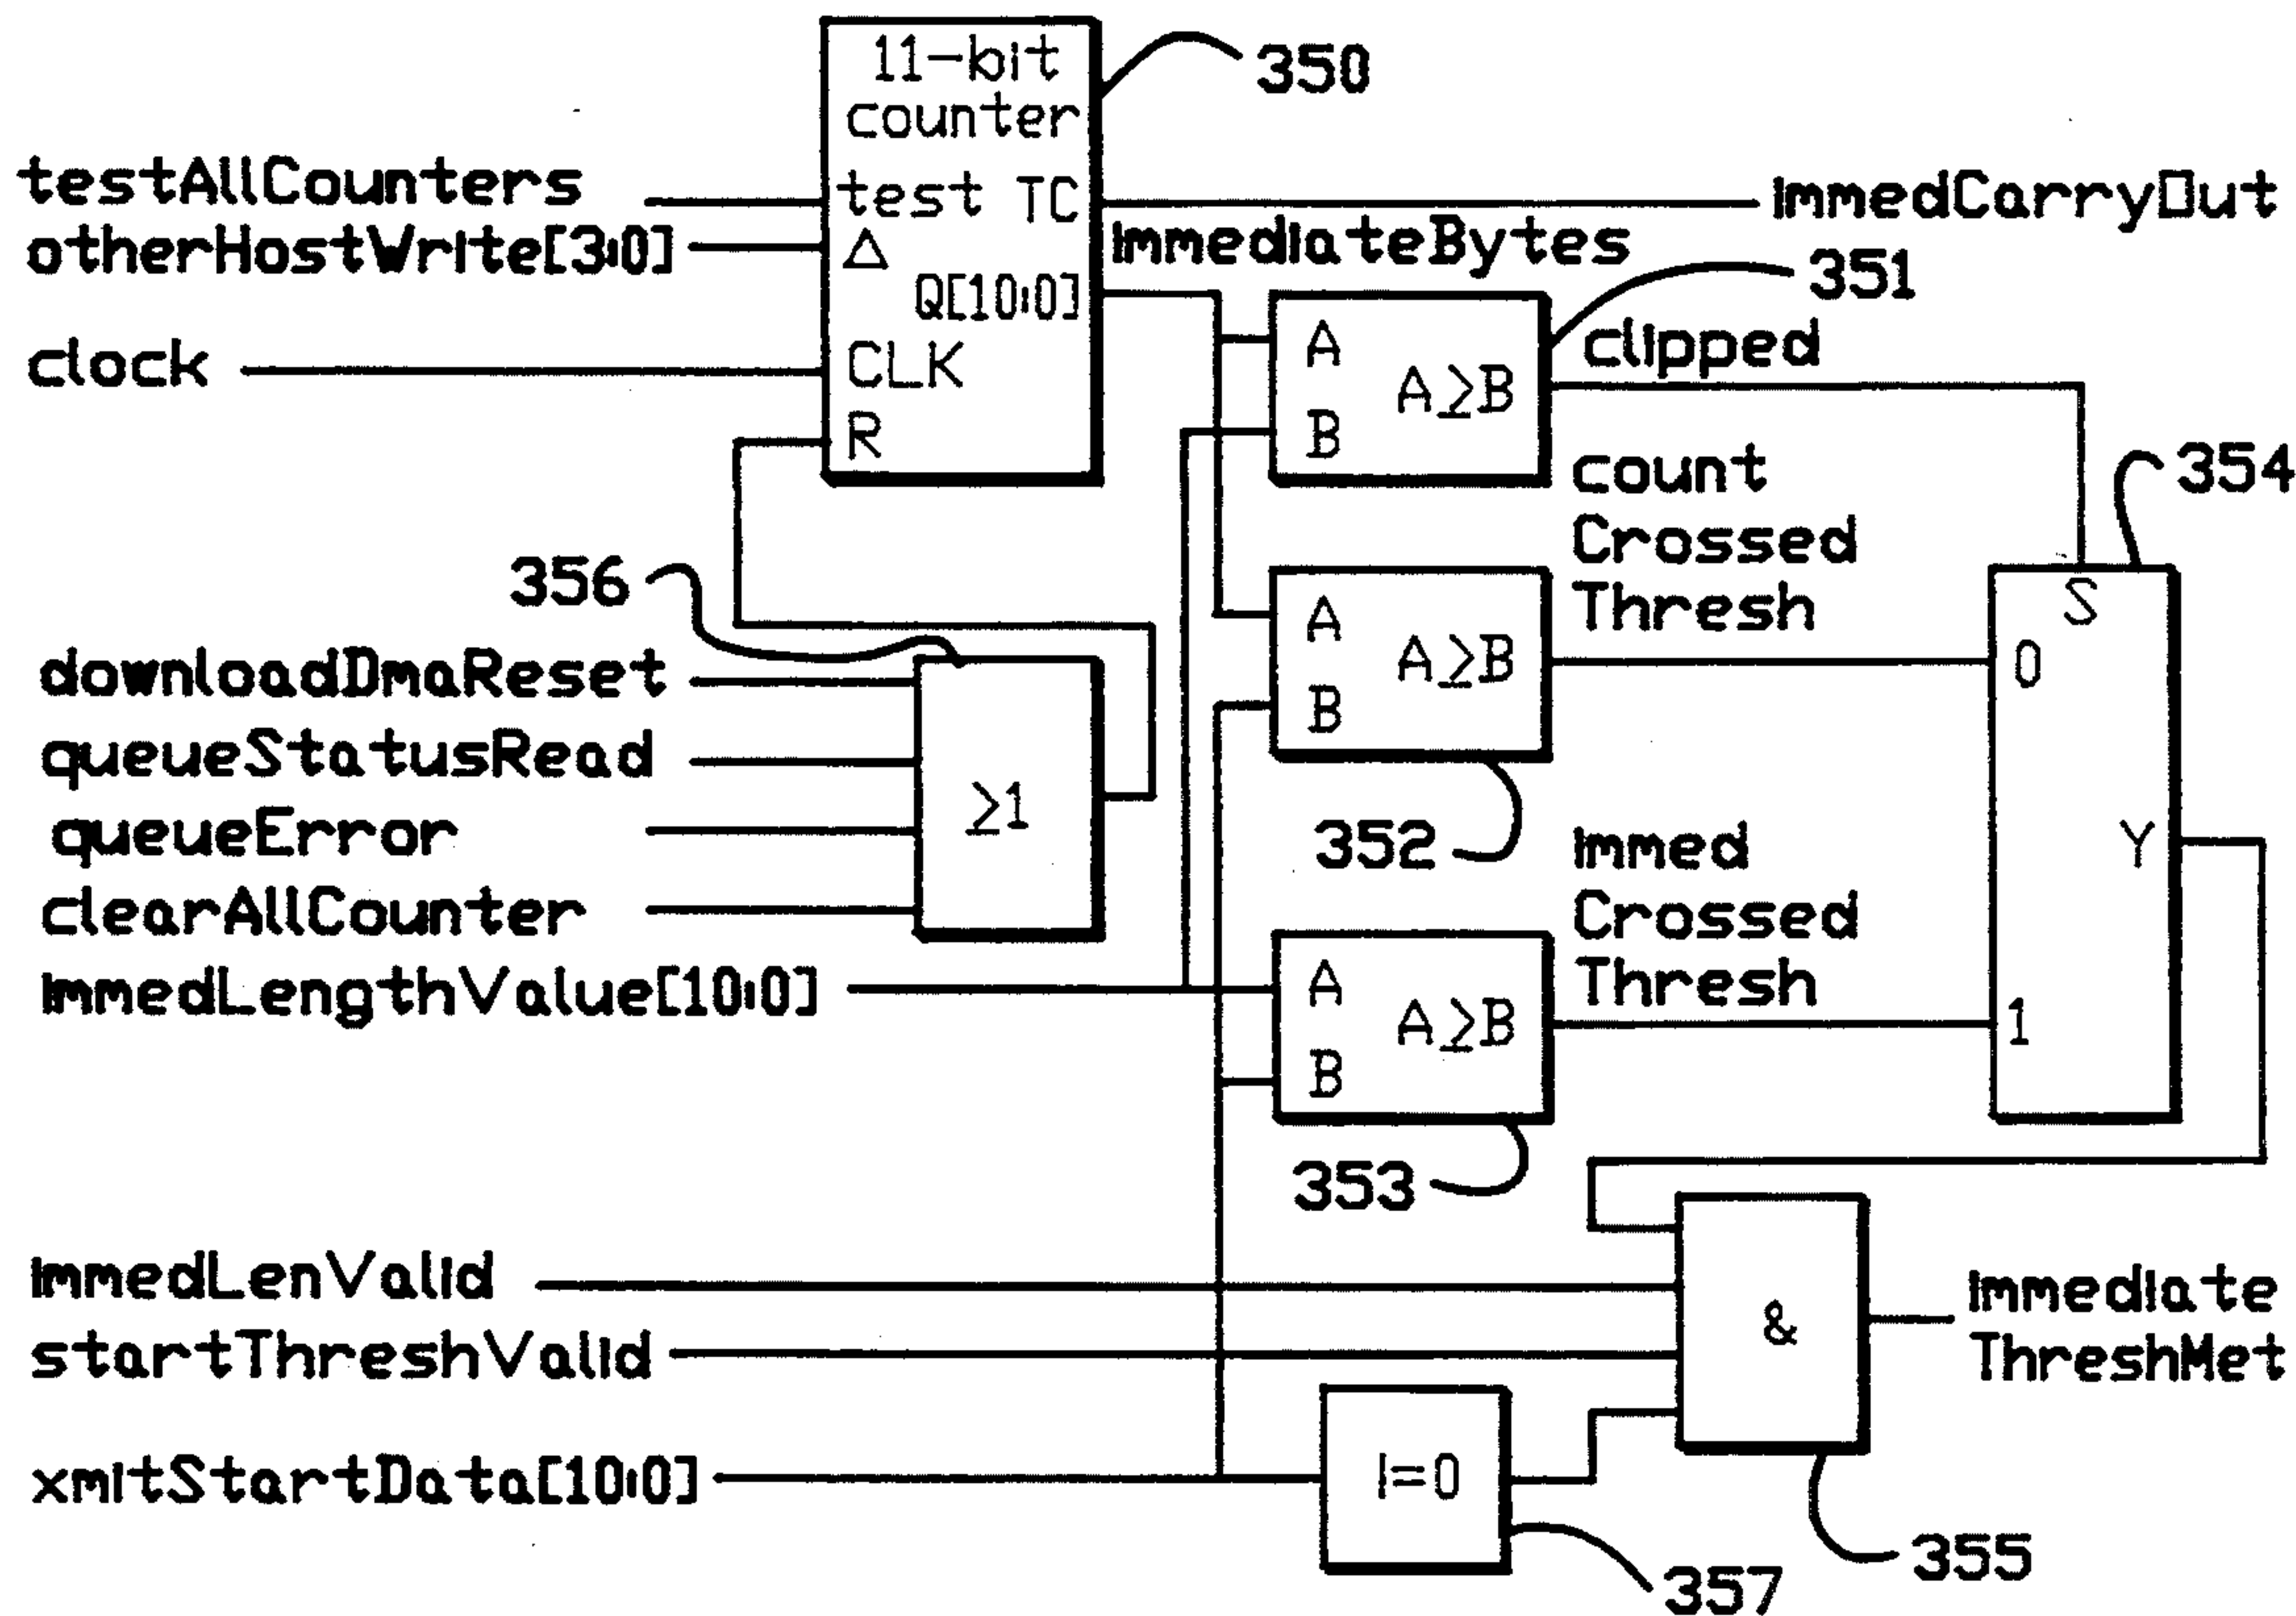 11-bit
counter
350
testAllCounters
test TC
immedCarryOut
otherHostWrite[3:0]
Δ
immediateBytes
351
Q[10:0]
clock
CLK
A
A≥B
B
clipped
R
count
Crossed
Thresh
354
S
356
A
A≥B
B
0
downloadDmaReset
queueStatusRead
≥1
queueError
352
immed
Crossed
Thresh
Y
clearAllCounter
immedLengthValue[10:0]
A
A≥B
B
1
353
immedLenValid
&
immediate
ThreshMet
startThreshValid
xmitStartData[10:0]
!=0
355
357